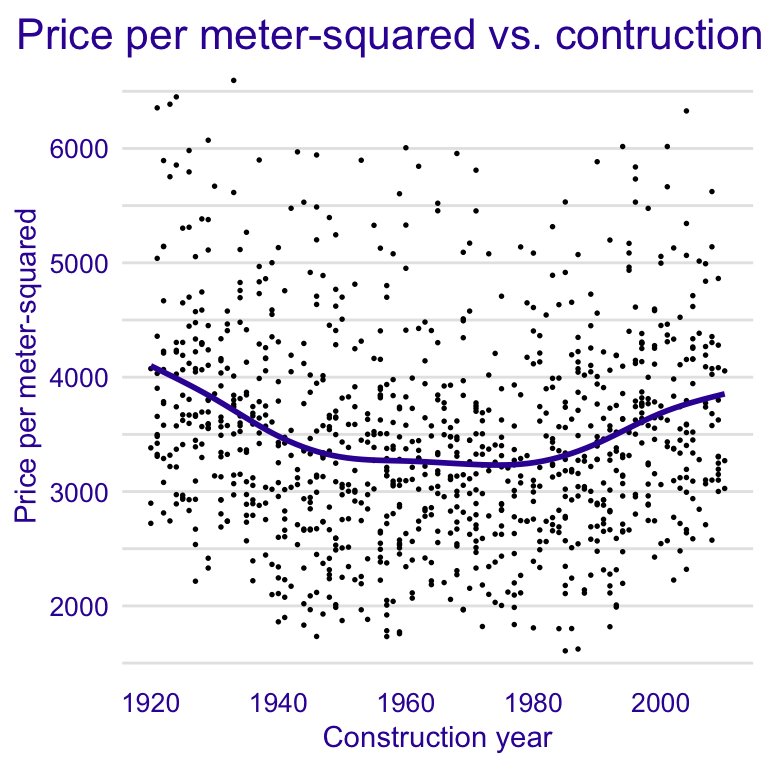 Price per meter-squared vs. contruction
Price per meter-squared
6000
5000
4000
3000
2000
1920 1940 1960 1980 2000
Construction year